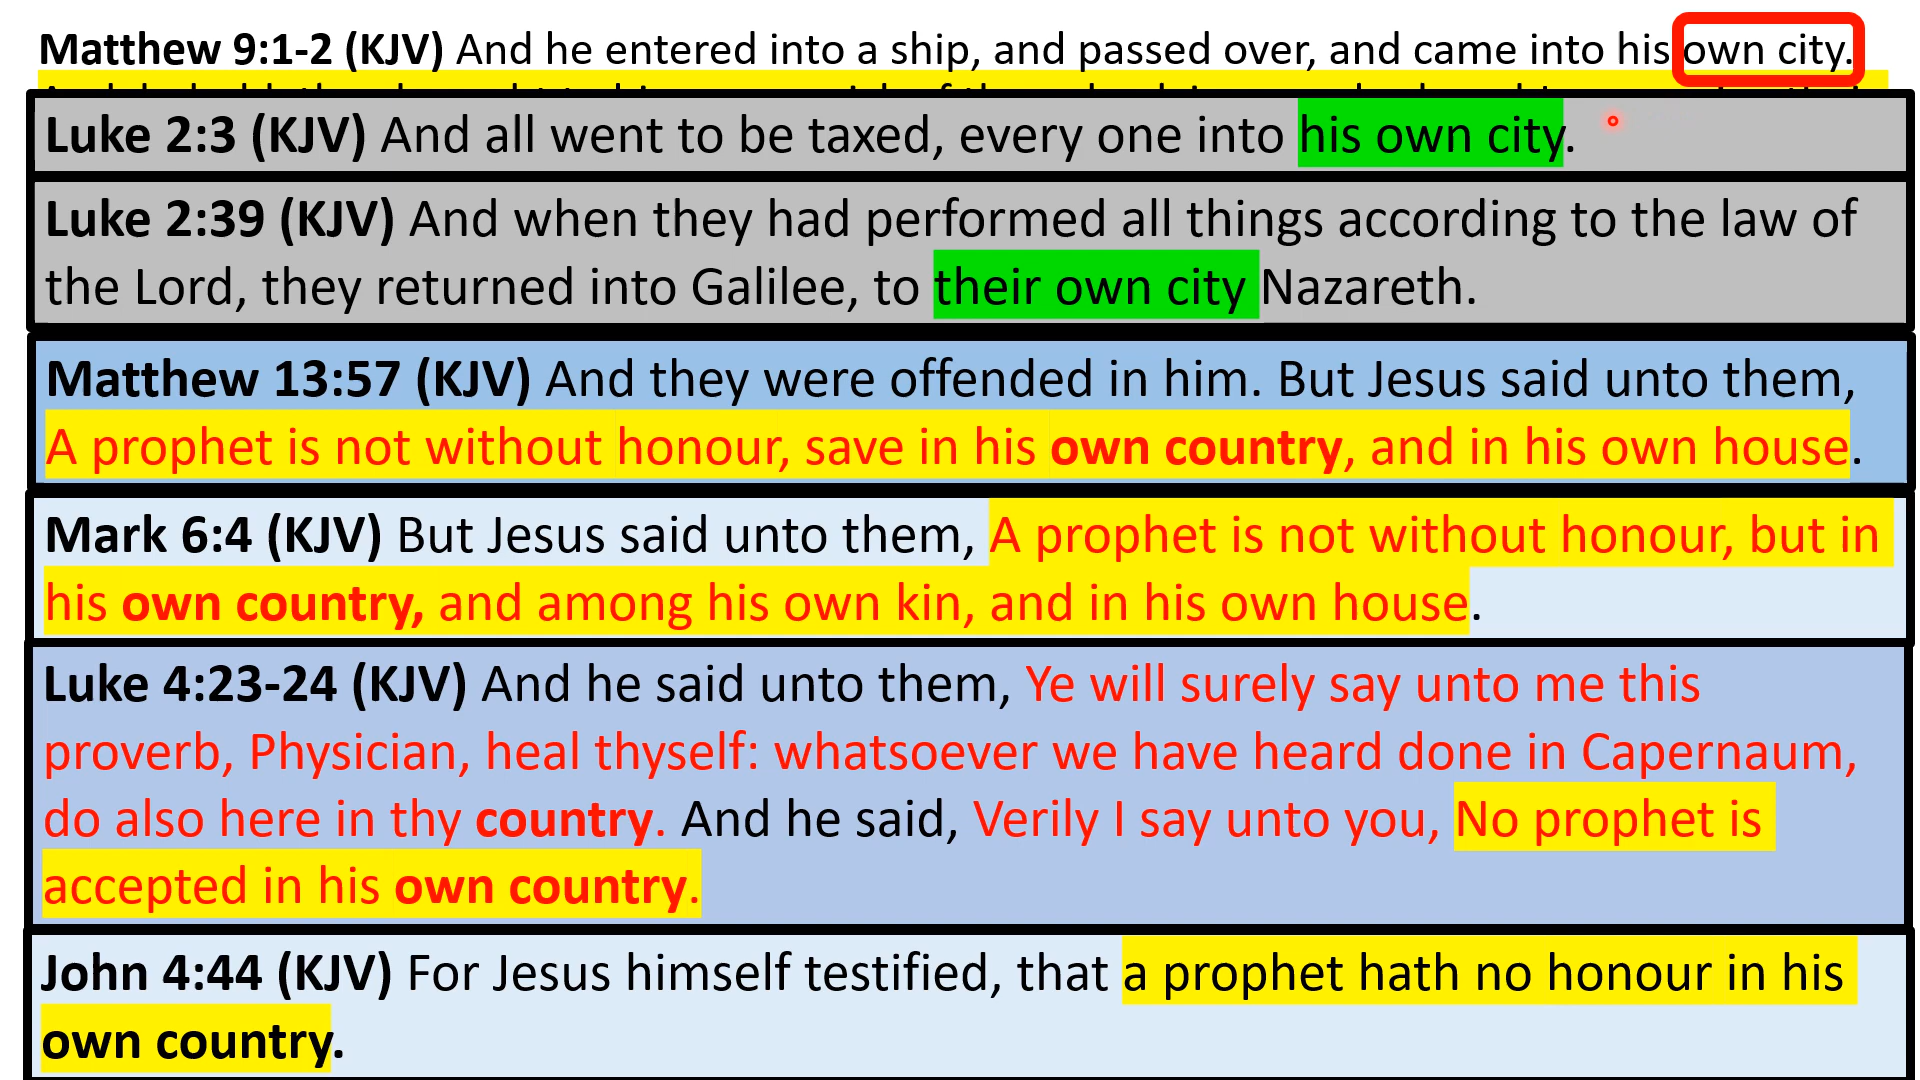 Matthew 9:1-2 (KJV) And he entered into a ship, and passed over, and came into his own city.
Luke 2:3 (KJV) And all went to be taxed, every one into his own city.
Luke 2:39 (KJV) And when they had performed all things according to the law of
the Lord, they returned into Galilee, to their own city Nazareth.
Matthew 13:57 (KJV) And they were offended in him. But Jesus said unto them,
A prophet is not without honour, save in his own country, and in his own house.
Mark 6:4 (KJV) But Jesus said unto them, A prophet is not without honour, but in
his own country, and among his own kin, and in his own house.
Luke 4:23-24 (KJV) And he said unto them, Ye will surely say unto me this
proverb, Physician, heal thyself: whatsoever we have heard done in Capernaum,
do also here in thy country. And he said, Verily I say unto you, No prophet is
accepted in his own country.
John 4:44 (KJV) For Jesus himself testified, that a prophet hath no honour in his
own country.